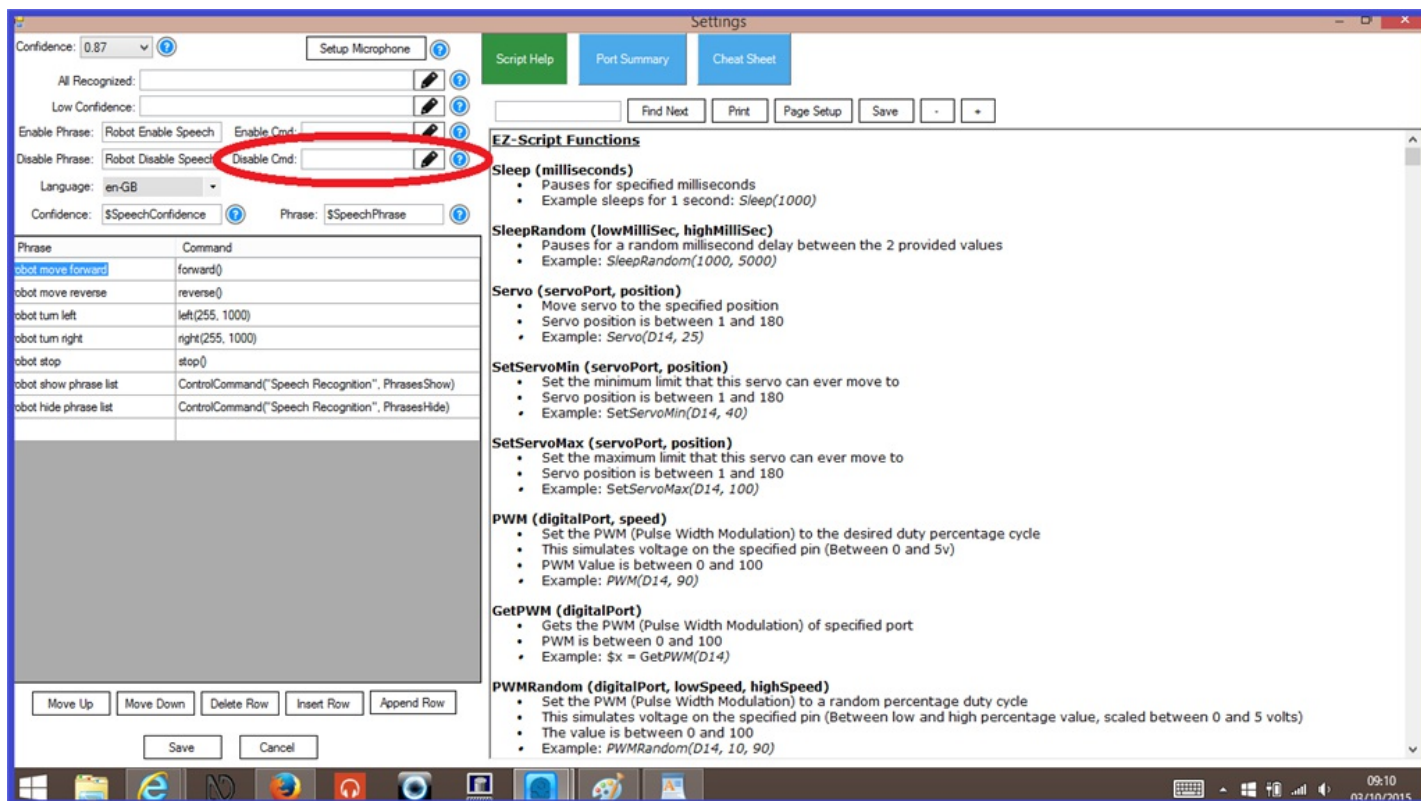 Settings
Confidence: 0.87
Setup Microphone
All Recognized:
Low Confidence:
Enable Phrase: Robot Enable Speech Enable Cmd:
Disable Phrase: Robot Disable Speech Disable Cmd:
Language: en-GB
Confidence: $SpeechConfidence Phrase: $SpeechPhrase
Phrase Command
obot move forward forward()
obot move reverse reverse()
obot turn left left(255, 1000)
obot turn right right(255, 1000)
obot stop stop()
obot show phrase list ControlCommand("Speech Recognition", PhrasesShow)
obot hide phrase list ControlCommand("Speech Recognition", PhrasesHide)
Move Up Move Down Delete Row Insert Row Append Row
Save Cancel
Script Help Port Summary Cheat Sheet
Find Next Print Page Setup Save - +
EZ-Script Functions
Sleep (milliseconds)
• Pauses for specified milliseconds
• Example sleeps for 1 second: Sleep(1000)
SleepRandom (lowMilliSec, highMilliSec)
• Pauses for a random millisecond delay between the 2 provided values
• Example: SleepRandom(1000, 5000)
Servo (servoPort, position)
• Move servo to the specified position
• Servo position is between 1 and 180
• Example: Servo(D14, 25)
SetServoMin (servoPort, position)
• Set the minimum limit that this servo can ever move to
• Servo position is between 1 and 180
• Example: SetServoMin(D14, 40)
SetServoMax (servoPort, position)
• Set the maximum limit that this servo can ever move to
• Servo position is between 1 and 180
• Example: SetServoMax(D14, 100)
PWM (digitalPort, speed)
• Set the PWM (Pulse Width Modulation) to the desired duty percentage cycle
• This simulates voltage on the specified pin (Between 0 and 5v)
• PWM Value is between 0 and 100
• Example: PWM(D14, 90)
GetPWM (digitalPort)
• Gets the PWM (Pulse Width Modulation) of specified port
• PWM is between 0 and 100
• Example: $x = GetPWM(D14)
PWMRandom (digitalPort, lowSpeed, highSpeed)
• Set the PWM (Pulse Width Modulation) to a random percentage duty cycle
• This simulates voltage on the specified pin (Between low and high percentage value, scaled between 0 and 5 volts)
• The value is between 0 and 100
• Example: PWMRandom(D14, 10, 90)
09:10
03/10/2015